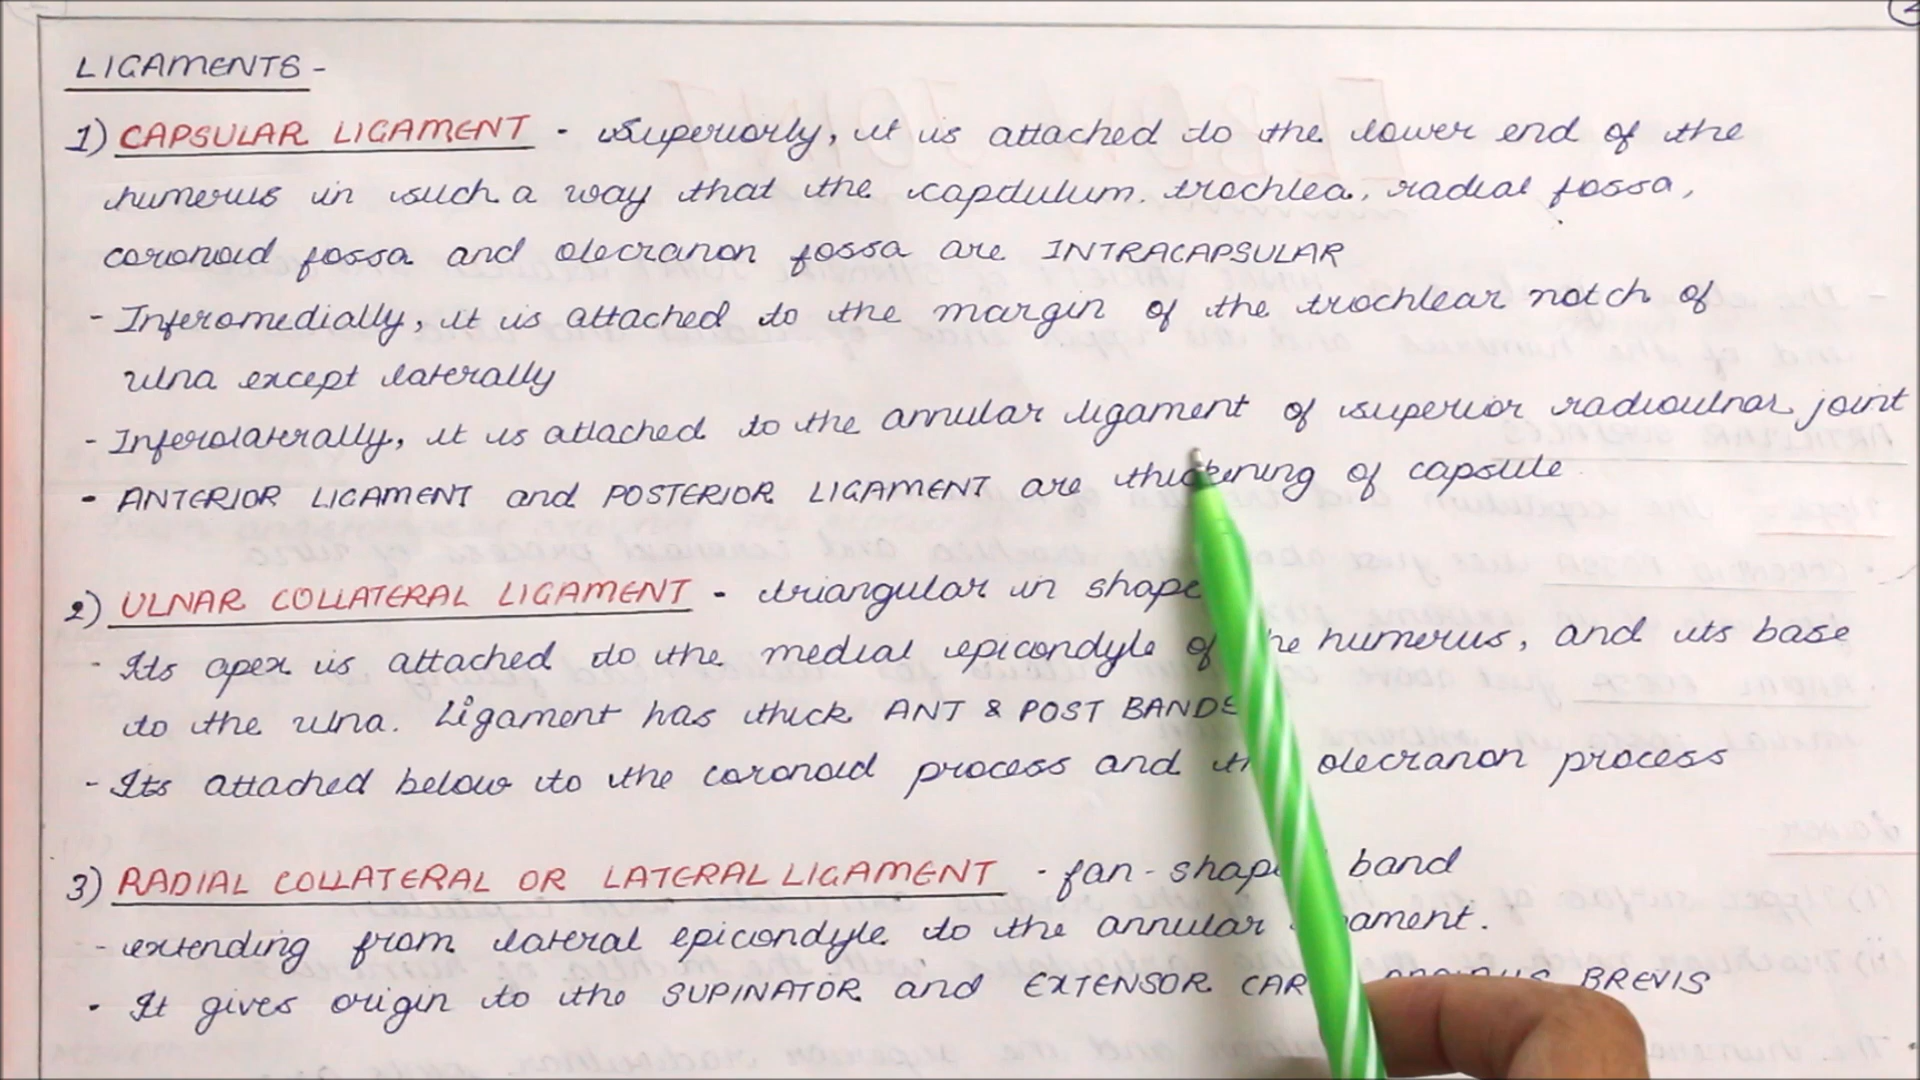 LIGAMENTS -
1) CAPSULAR LIGAMENT - Superiorly, it is attached to the lower end of the
humerus in such a way that the capitulum, trochlea, radial fossa,
coronoid fossa and olecranon fossa are INTRACAPSULAR
- Inferomedially, it is attached to the margin of the trochlear notch of
ulna except laterally
- Inferolaterally, it is attached to the annular ligament of superior radioulnar joint
- ANTERIOR LIGAMENT and POSTERIOR LIGAMENT are thickening of capsule
2) ULNAR COLLATERAL LIGAMENT - triangular in shape
- Its apex is attached to the medial epicondyle of the humerus, and its base
to the ulna. Ligament has thick ANT & POST BANDS
- Its attached below to the coronoid process and olecranon process
3) RADIAL COLLATERAL OR LATERAL LIGAMENT - fan-shaped band
- extending from lateral epicondyle to the annular ligament.
- It gives origin to the SUPINATOR and EXTENSOR BREVIS